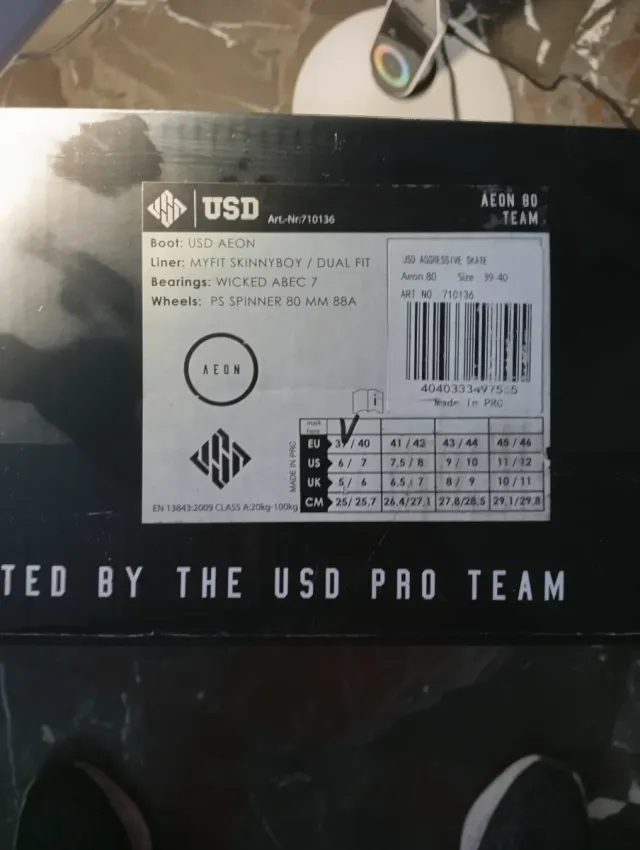 USD Art.-Nr:710136
AEON 80
TEAM
Boot: USD AEON
Liner: MYFIT SKINNYBOY / DUAL FIT
Bearings: WICKED ABEC 7
Wheels: PS SPINNER 80 MM 88A
USD AGGRESSIVE SKATE
Aeon 80 Size 39-40
ART NO 710136
Made in PRC
AEON
i
MADE IN PRC
EN 13843:2009 CLASS A:20kg-100kg
mark
here
EU / 40 41 / 42 43 / 44 45 / 46
US 6 / 7 7,5 / 8 9 / 10 11 / 12
UK 5 / 6 6,5 / 7 8 / 9 10 / 11
CM 25 / 25,7 26.4 / 27,1 27.8/28,5 29.1/29.8
TED BY THE USD PRO TEAM